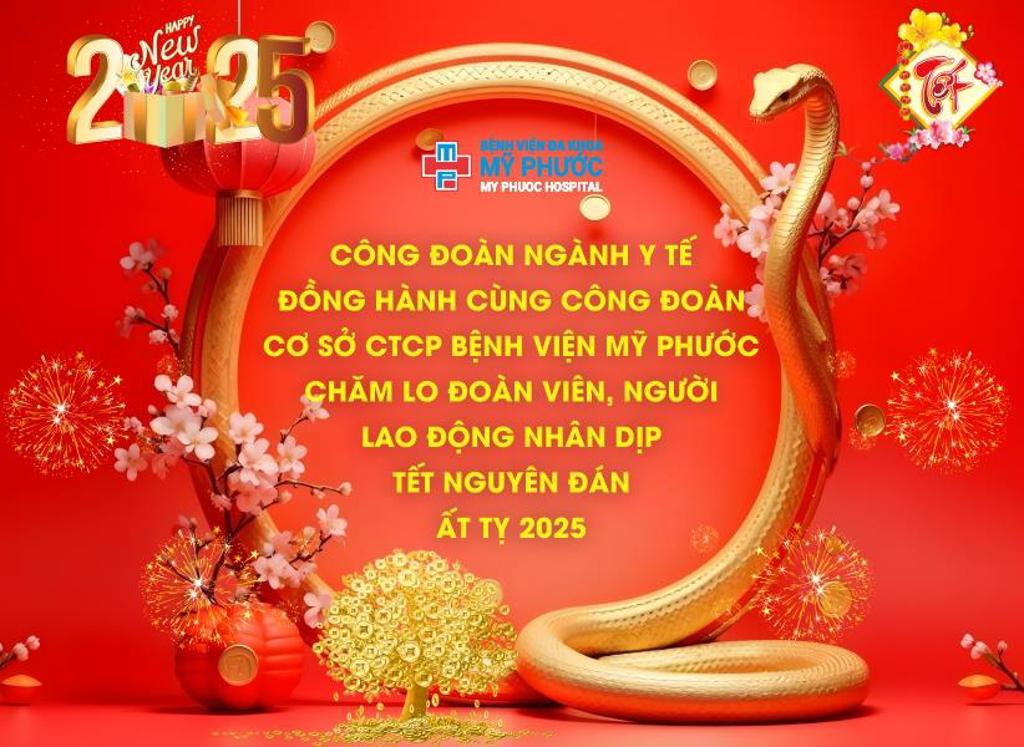 HAPPY
New
Year
2025
Tết
BỆNH VIỆN ĐA KHOA
MỸ PHƯỚC
MY PHUOC HOSPITAL
MP
CÔNG ĐOÀN NGÀNH Y TẾ
ĐỒNG HÀNH CÙNG CÔNG ĐOÀN
CƠ SỞ CTCP BỆNH VIỆN MỸ PHƯỚC
CHĂM LO ĐOÀN VIÊN, NGƯỜI
LAO ĐỘNG NHÂN DỊP
TẾT NGUYÊN ĐÁN
ẤT TỴ 2025